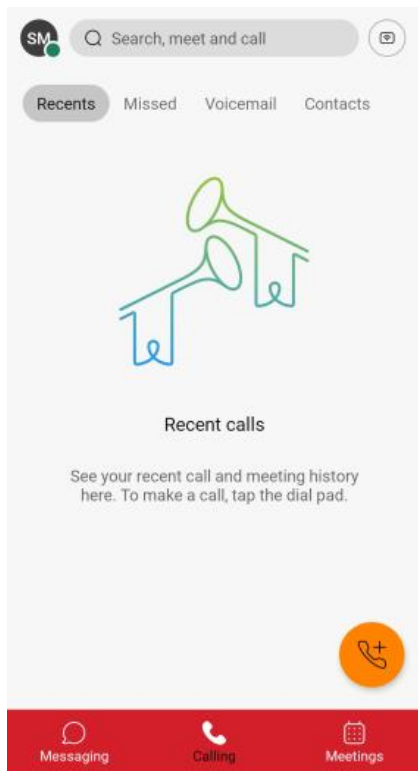 SM
Search, meet and call
Recents Missed Voicemail Contacts
Recent calls
See your recent call and meeting history
here. To make a call, tap the dial pad.
Messaging Calling Meetings